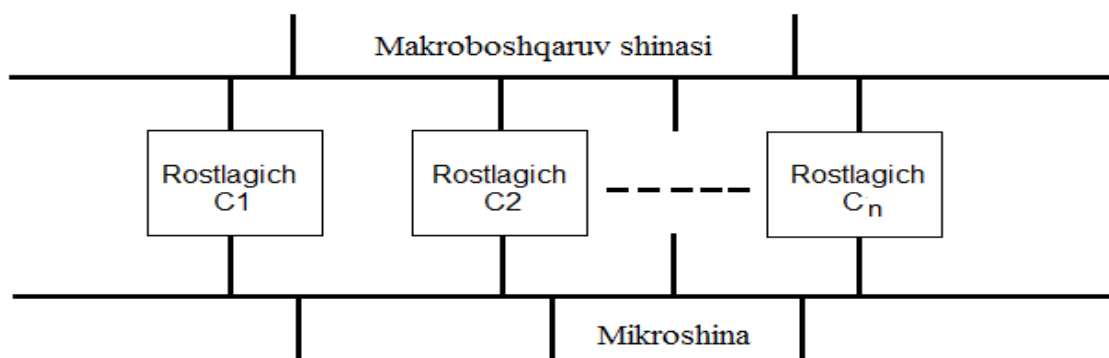 Makroboshqaruv shinasi
Rostlagich
C1
Rostlagich
C2
Rostlagich
Cn
Mikroshina